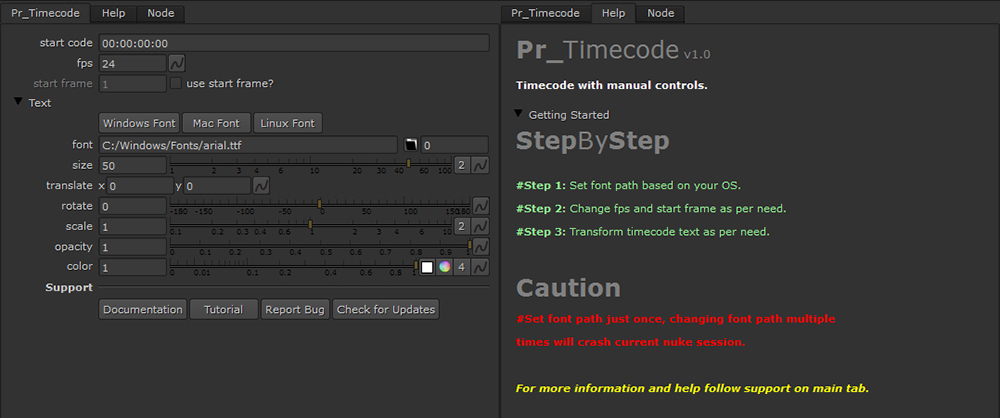 Pr_Timecode Help Node
start code 00:00:00:00
fps 24
start frame 1 use start frame?
Text
Windows Font Mac Font Linux Font
font C:/Windows/Fonts/arial.ttf 0
size 50 1 2 3 4 5 6 7 8 10 20 30 40 60 100 2
translate x 0 y 0
rotate 0 -180 -150 -100 -50 0 50 100 150 180
scale 1 0.1 0.2 0.3 0.4 0.6 1 2 3 4 5 6 7 8 10 2
opacity 1 0 0.1 0.2 0.3 0.4 0.5 0.6 0.7 0.8 0.9 1
color 1 0 0.01 0.1 0.2 0.3 0.4 0.5 0.6 0.8 1 4
Support
Documentation Tutorial Report Bug Check for Updates
Pr_Timecode Help Node
Pr_Timecode v1.0
Timecode with manual controls.
Getting Started
StepByStep
#Step 1: Set font path based on your OS.
#Step 2: Change fps and start frame as per need.
#Step 3: Transform timecode text as per need.
Caution
#Set font path just once, changing font path multiple
times will crash current nuke session.
For more information and help follow support on main tab.